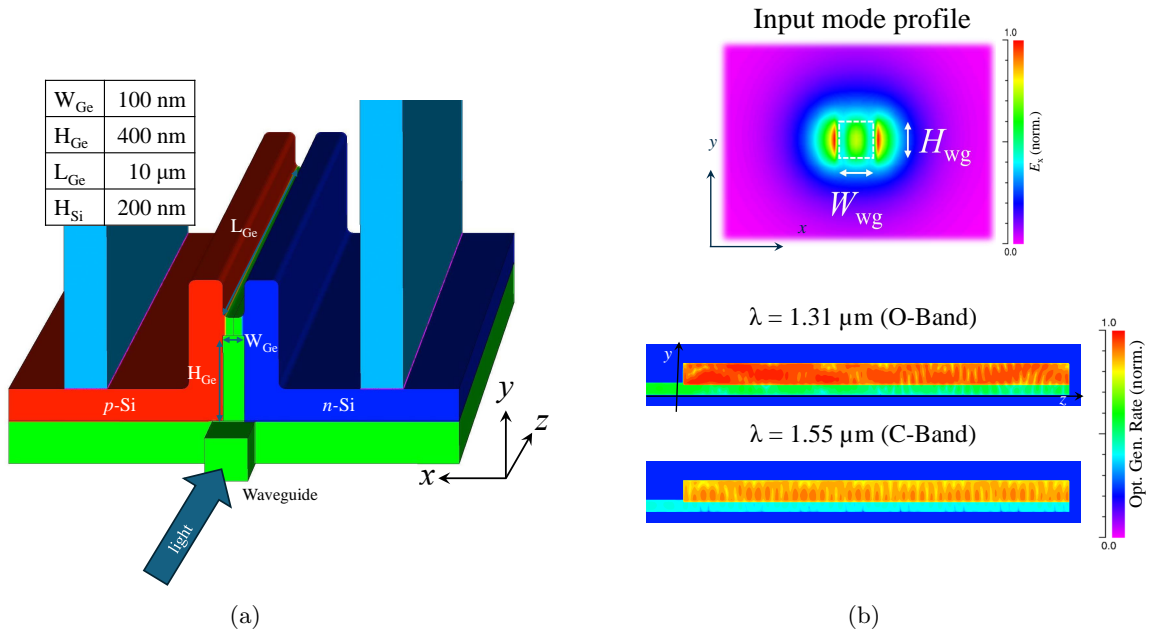 W_Ge 100 nm
H_Ge 400 nm
L_Ge 10 μm
H_Si 200 nm
L_Ge
W_Ge
H_Ge
p-Si
n-Si
y
z
x
Waveguide
light
(a)
Input mode profile
1.0
y
H_wg
W_wg
x
E_x (norm.)
0.0
λ = 1.31 μm (O-Band)
y
z
λ = 1.55 μm (C-Band)
1.0
Opt. Gen. Rate (norm.)
0.0
(b)